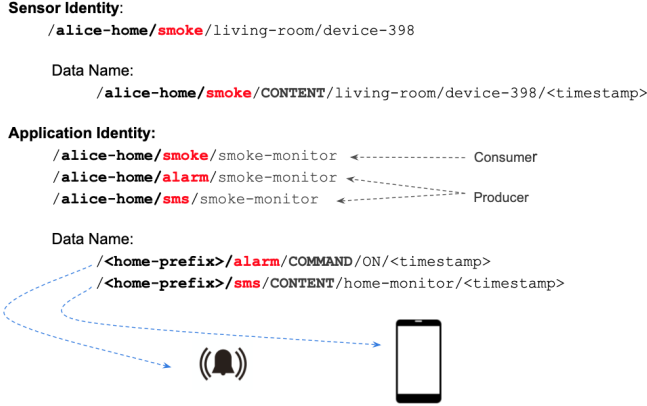 Sensor Identity:
/alice-home/smoke/living-room/device-398
Data Name:
/alice-home/smoke/CONTENT/living-room/device-398/<timestamp>
Application Identity:
/alice-home/smoke/smoke-monitor
Consumer
/alice-home/alarm/smoke-monitor
/alice-home/sms/smoke-monitor
Producer
Data Name:
/<home-prefix>/alarm/COMMAND/ON/<timestamp>
/<home-prefix>/sms/CONTENT/home-monitor/<timestamp>